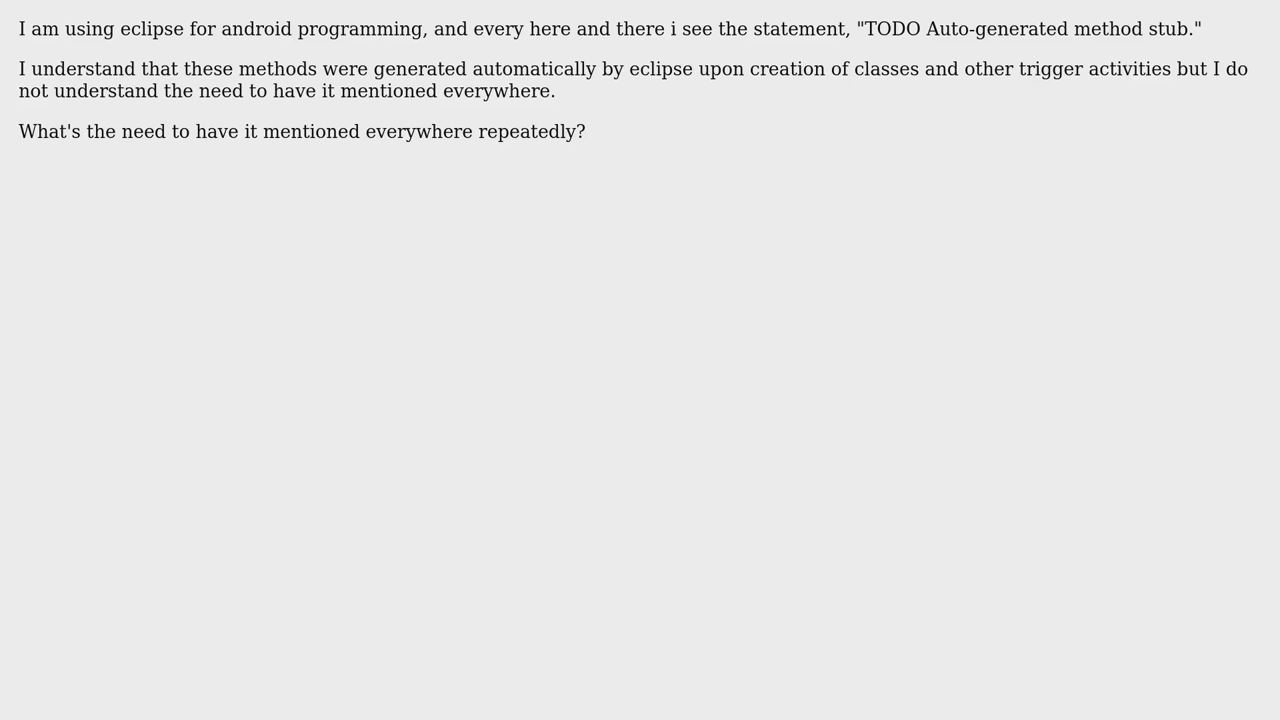 I am using eclipse for android programming, and every here and there i see the statement, "TODO Auto-generated method stub."
I understand that these methods were generated automatically by eclipse upon creation of classes and other trigger activities but I do
not understand the need to have it mentioned everywhere.
What's the need to have it mentioned everywhere repeatedly?